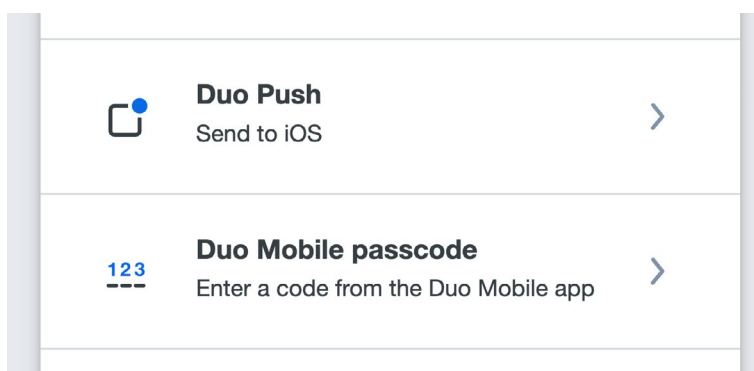 Duo Push
Send to iOS
123
Duo Mobile passcode
Enter a code from the Duo Mobile app